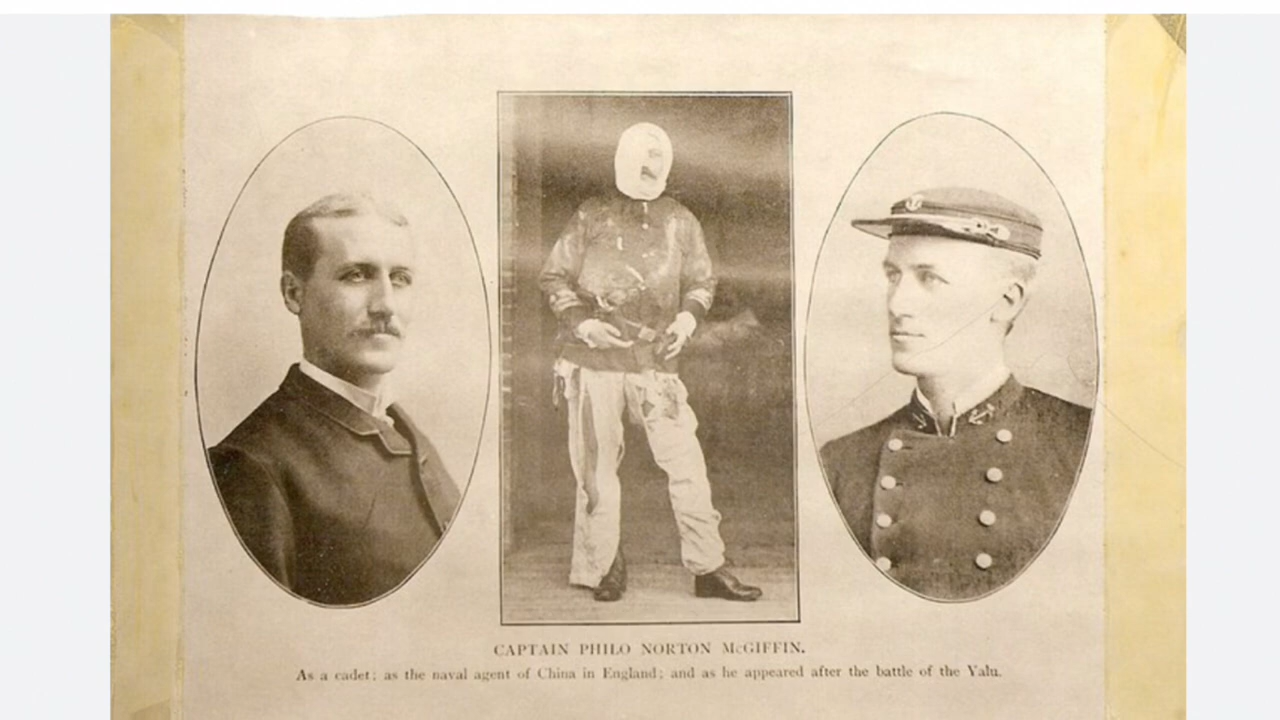 CAPTAIN PHILO NORTON McGIFFIN.
As a cadet; as the naval agent of China in England; and as he appeared after the battle of the Yalu.